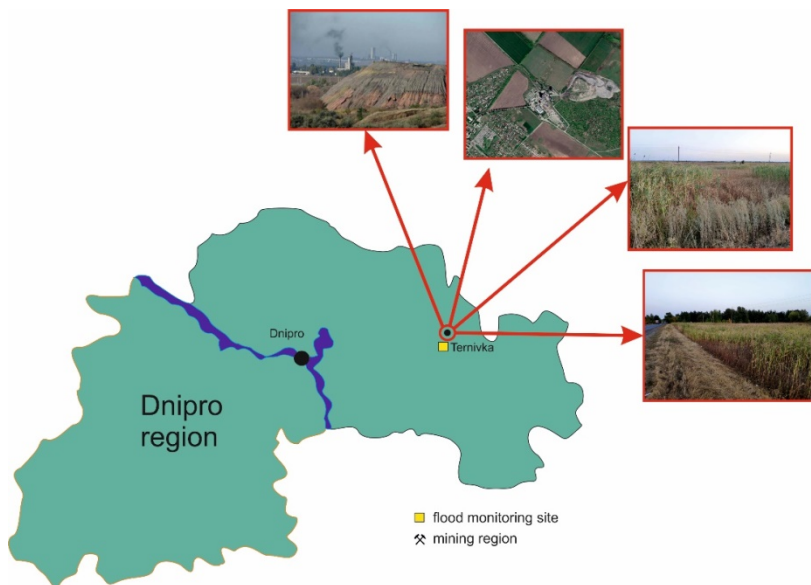 Dnipro
Ternivka
Dnipro
region
flood monitoring site
mining region